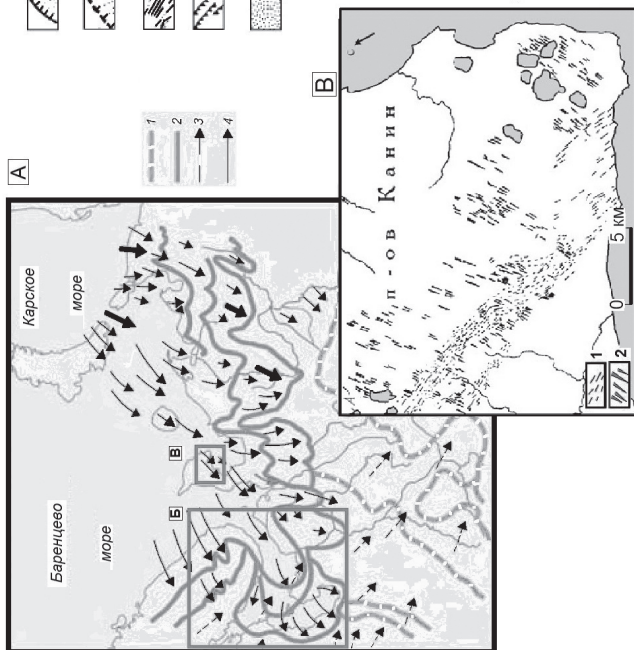 А
Карское
море
Баренцево
море
В
Б
1
2
3
4
В
п-ов Канин
0
5 км
1
2